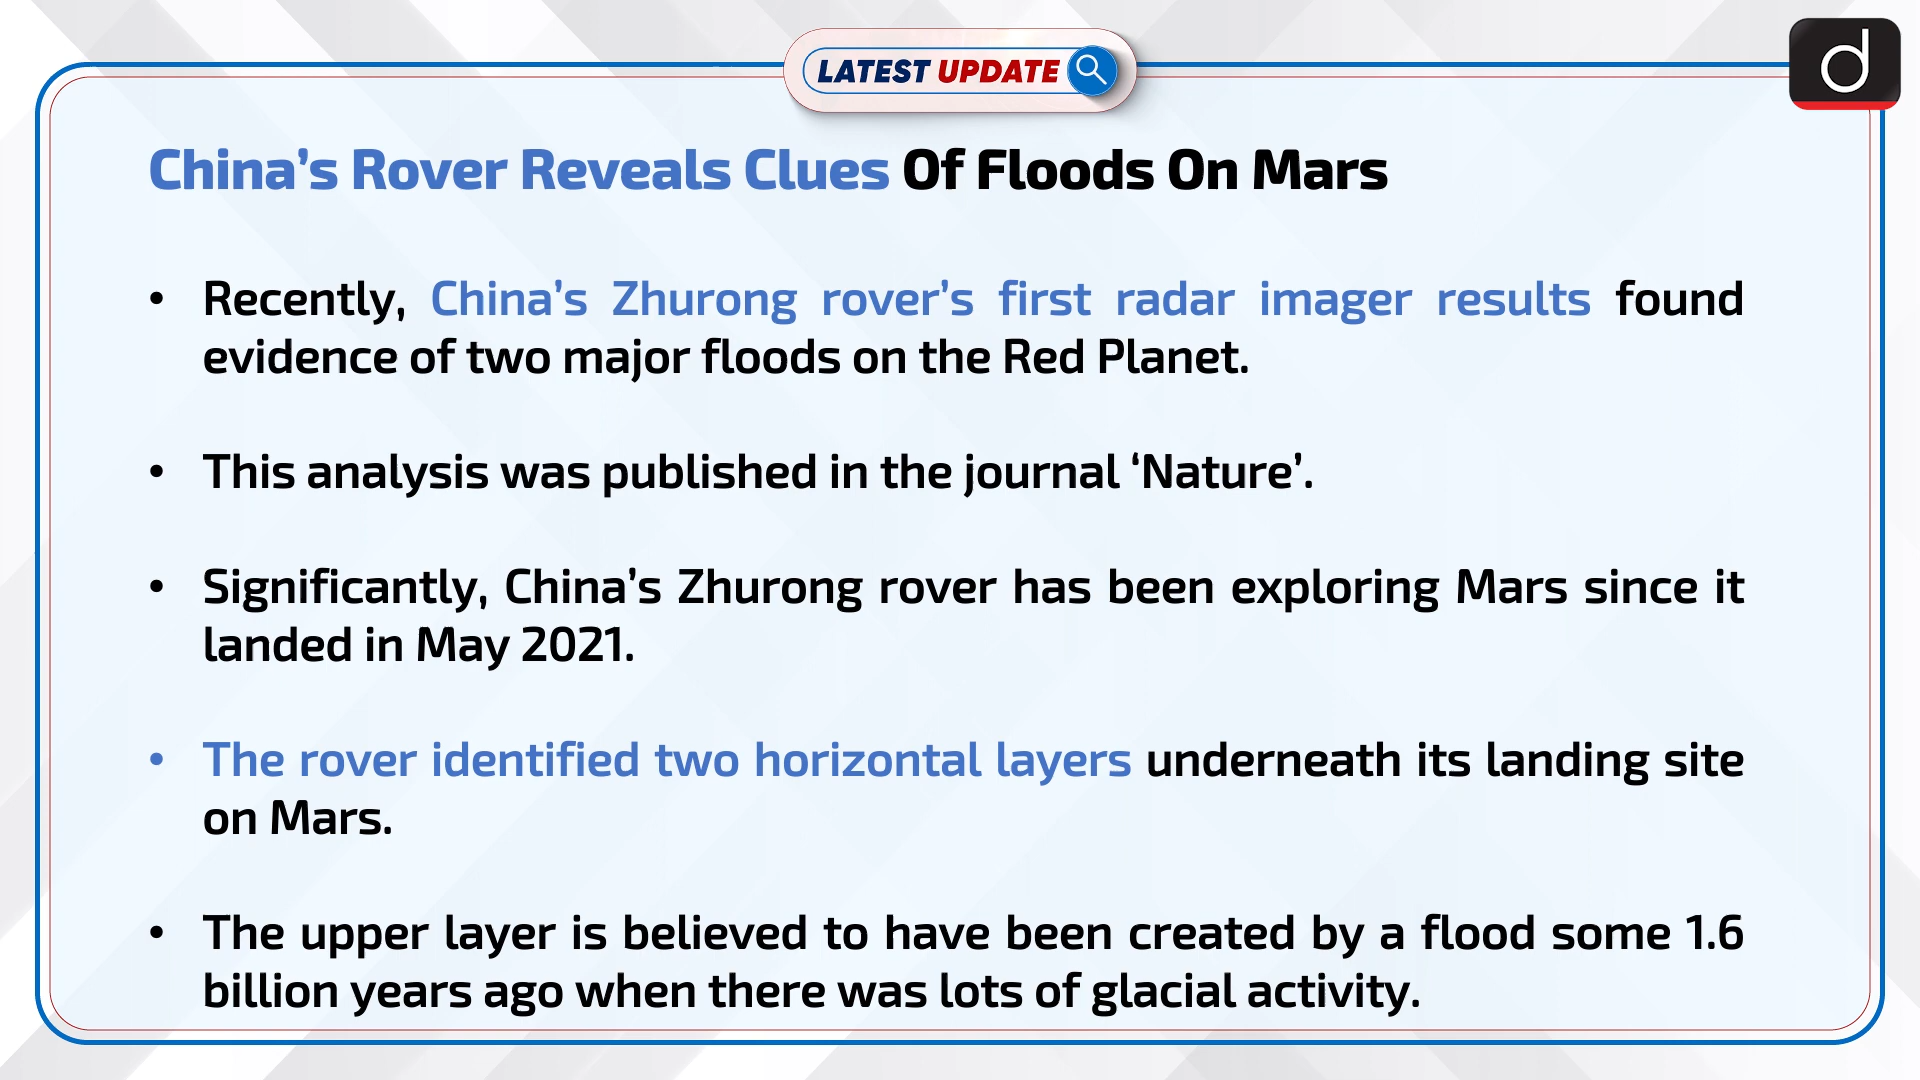 LATEST UPDATE
d
China’s Rover Reveals Clues Of Floods On Mars
• Recently, China’s Zhurong rover’s first radar imager results found
evidence of two major floods on the Red Planet.
• This analysis was published in the journal ‘Nature’.
• Significantly, China’s Zhurong rover has been exploring Mars since it
landed in May 2021.
• The rover identified two horizontal layers underneath its landing site
on Mars.
• The upper layer is believed to have been created by a flood some 1.6
billion years ago when there was lots of glacial activity.